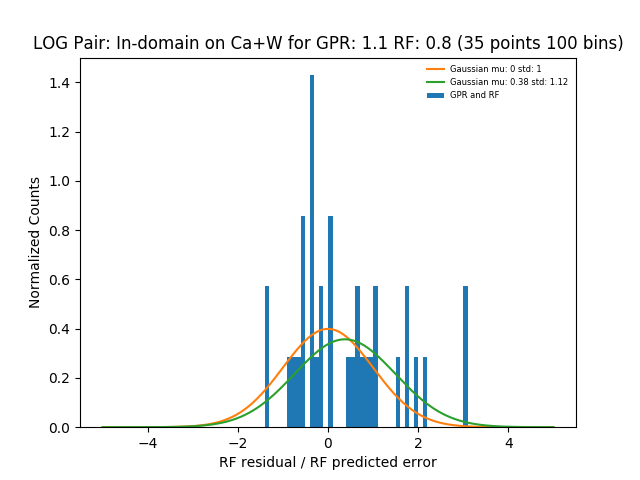 LOG Pair: In-domain on Ca+W for GPR: 1.1 RF: 0.8 (35 points 100 bins)
Gaussian mu: 0 std: 1
Gaussian mu: 0.38 std: 1.12
GPR and RF
Normalized Counts
1.4
1.2
1.0
0.8
0.6
0.4
0.2
0.0
−4
−2
0
2
4
RF residual / RF predicted error